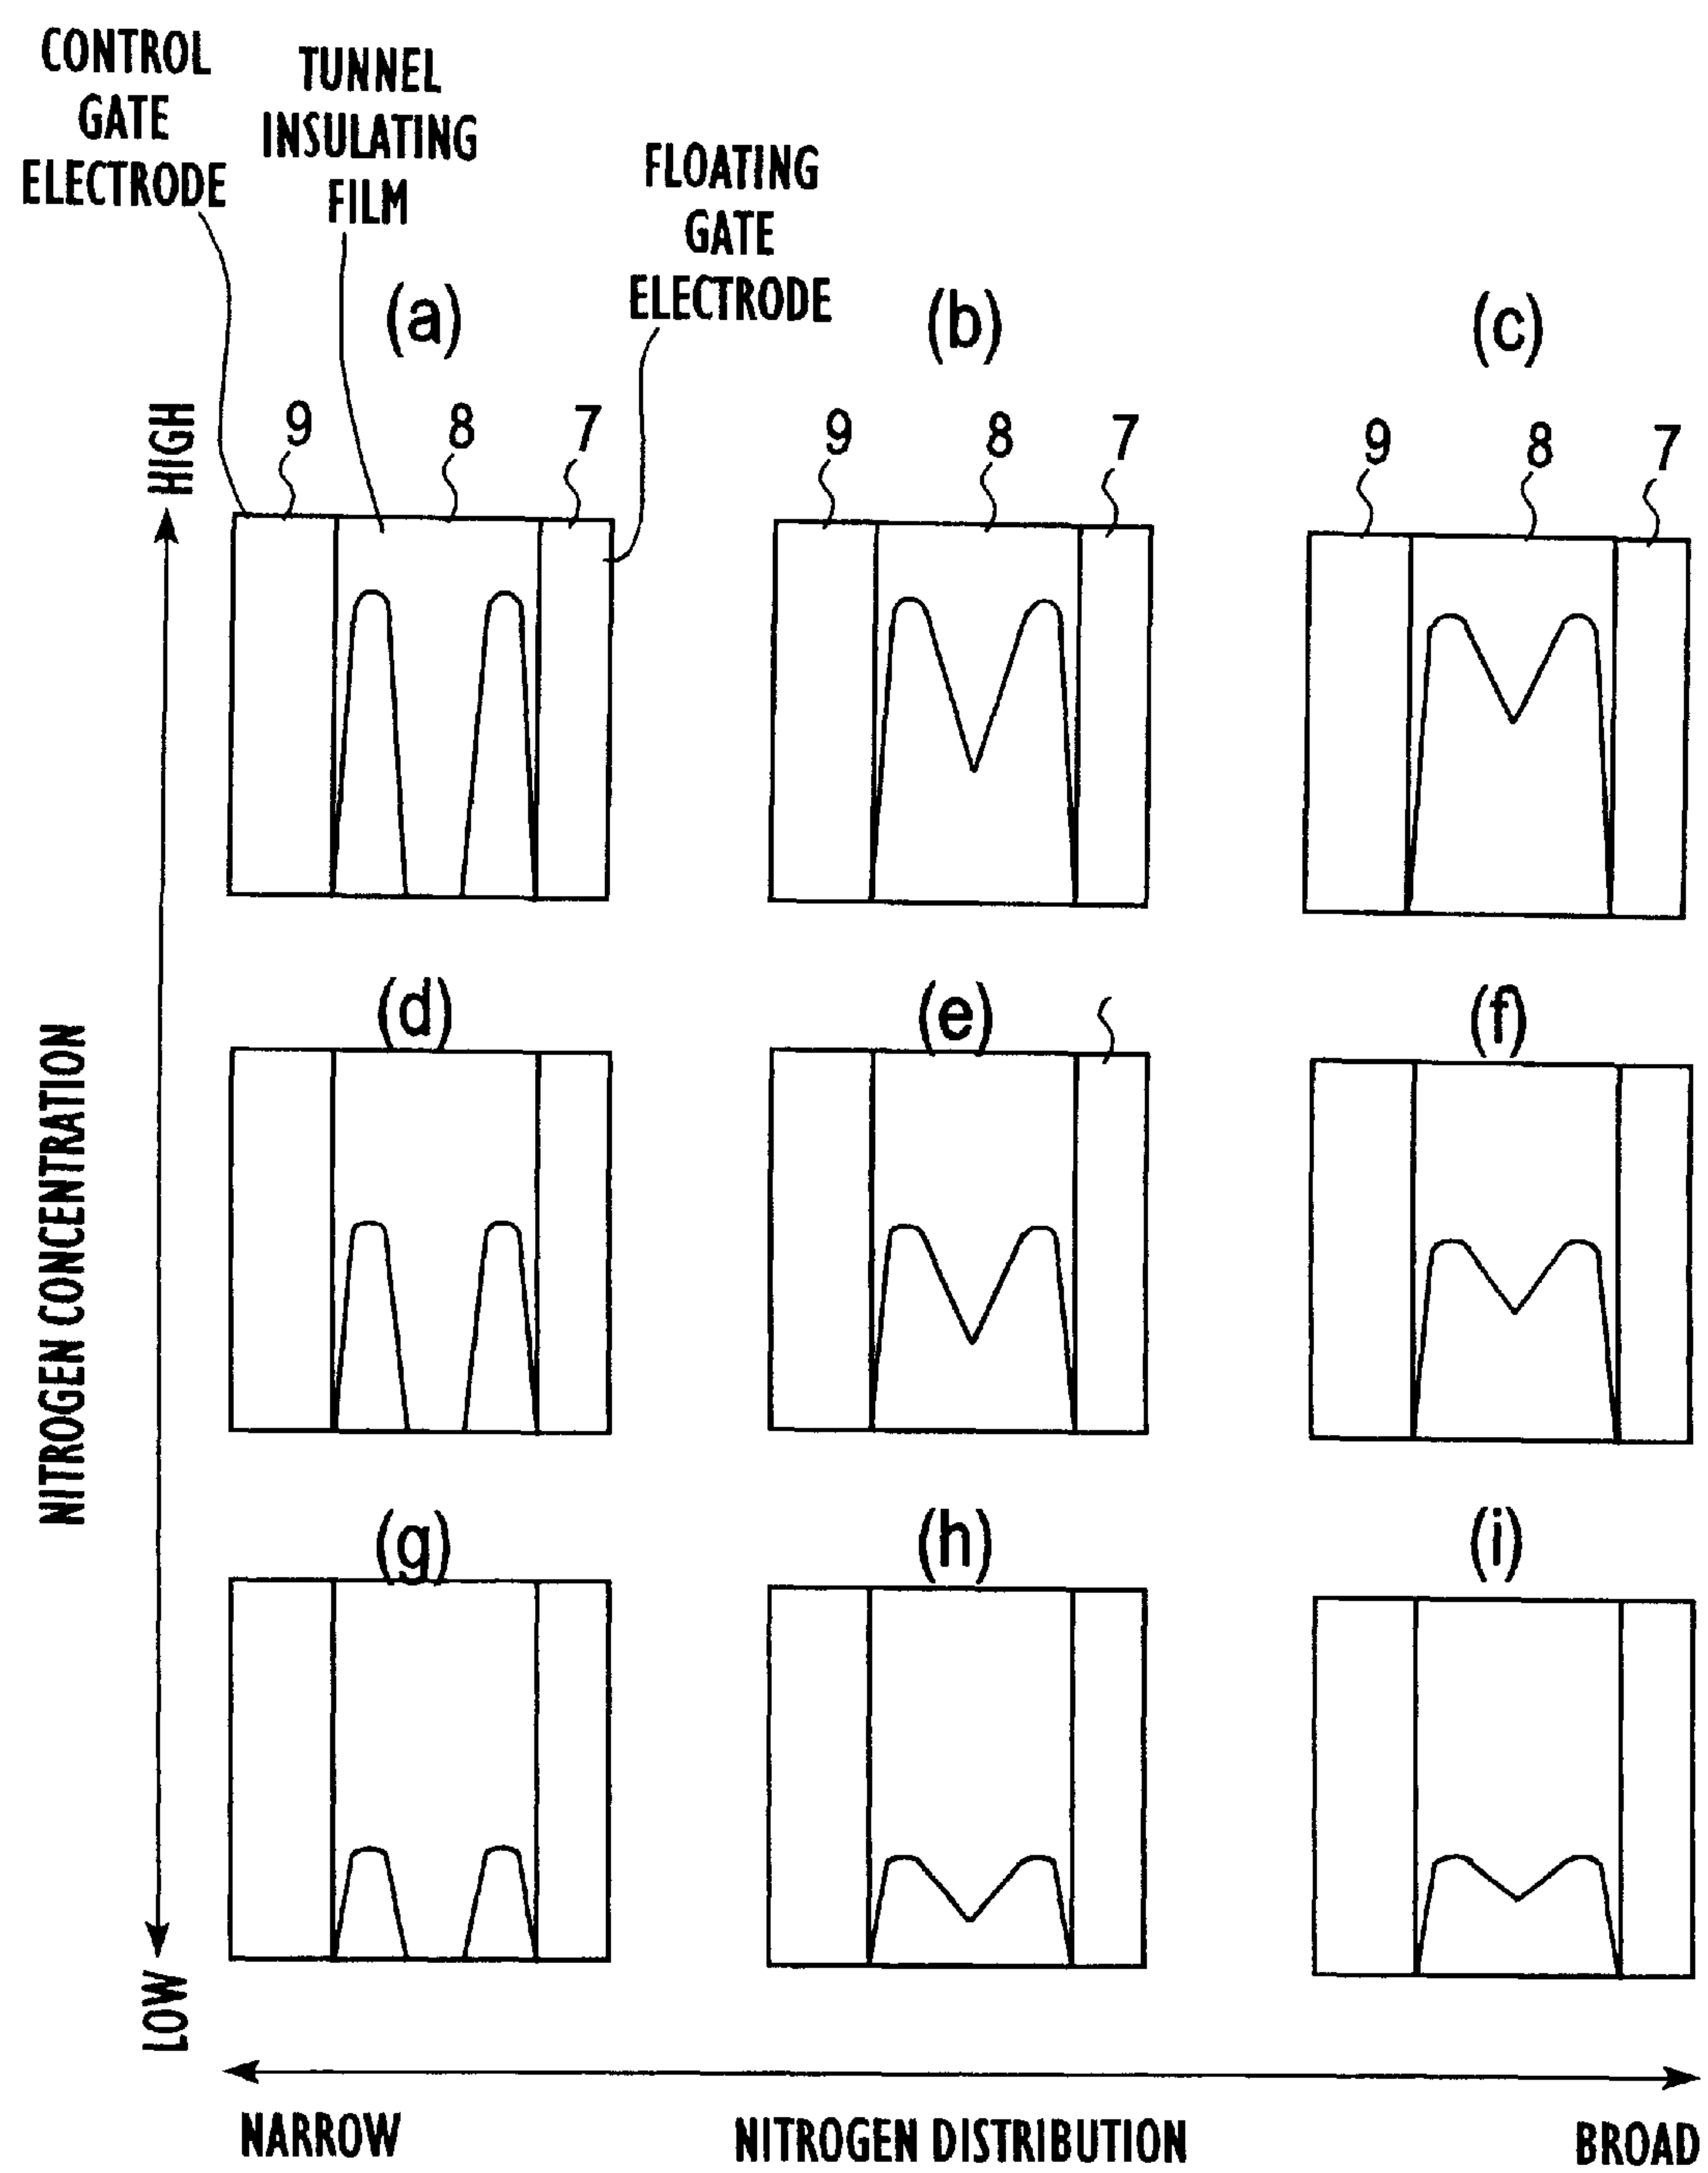 CONTROL
GATE
ELECTRODE
TUNNEL
INSULATING
FILM
FLOATING
GATE
ELECTRODE
(a)
(b)
(c)
HIGH
9
8
7
9
8
7
9
8
7
(d)
(e)
(f)
NITROGEN CONCENTRATION
(g)
(h)
(i)
LOW
NARROW
NITROGEN DISTRIBUTION
BROAD